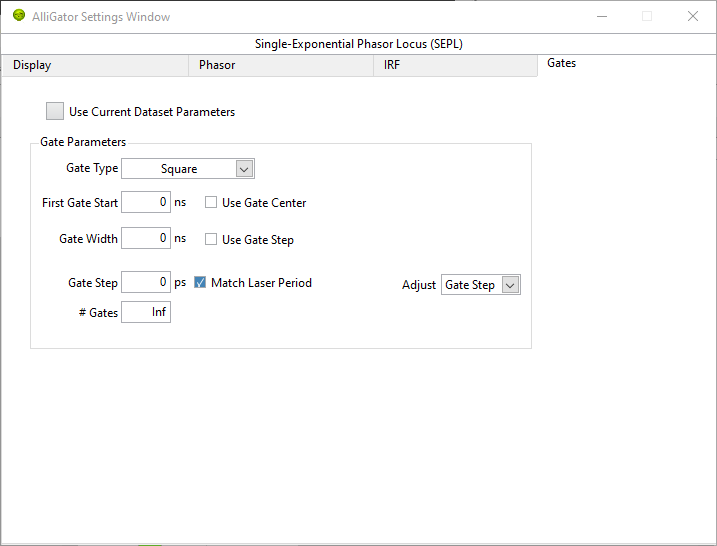 AlliGator Settings Window
Single-Exponential Phasor Locus (SEPL)
Display Phasor IRF Gates
Use Current Dataset Parameters
Gate Parameters
Gate Type Square
First Gate Start 0 ns Use Gate Center
Gate Width 0 ns Use Gate Step
Gate Step 0 ps Match Laser Period Adjust Gate Step
# Gates Inf